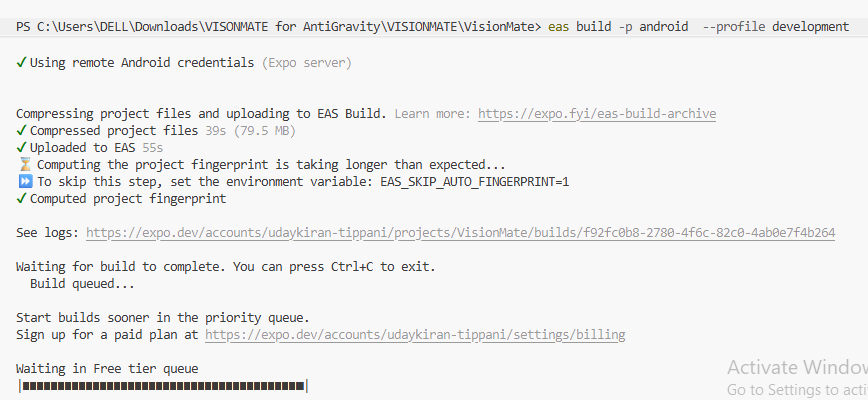 PS C:\Users\DELL\Downloads\VISONMATE for AntiGravity\VISIONMATE\VisionMate> eas build -p android  --profile development
✔ Using remote Android credentials (Expo server)
Compressing project files and uploading to EAS Build. Learn more: https://expo.fyi/eas-build-archive
✔ Compressed project files 39s (79.5 MB)
✔ Uploaded to EAS 55s
⌛ Computing the project fingerprint is taking longer than expected...
⏩ To skip this step, set the environment variable: EAS_SKIP_AUTO_FINGERPRINT=1
✔ Computed project fingerprint
See logs: https://expo.dev/accounts/udaykiran-tippani/projects/VisionMate/builds/f92fc0b8-2780-4f6c-82c0-4ab0e7f4b264
Waiting for build to complete. You can press Ctrl+C to exit.
Build queued...
Start builds sooner in the priority queue.
Sign up for a paid plan at https://expo.dev/accounts/udaykiran-tippani/settings/billing
Waiting in Free tier queue
Activate Window
Go to Settings to acti